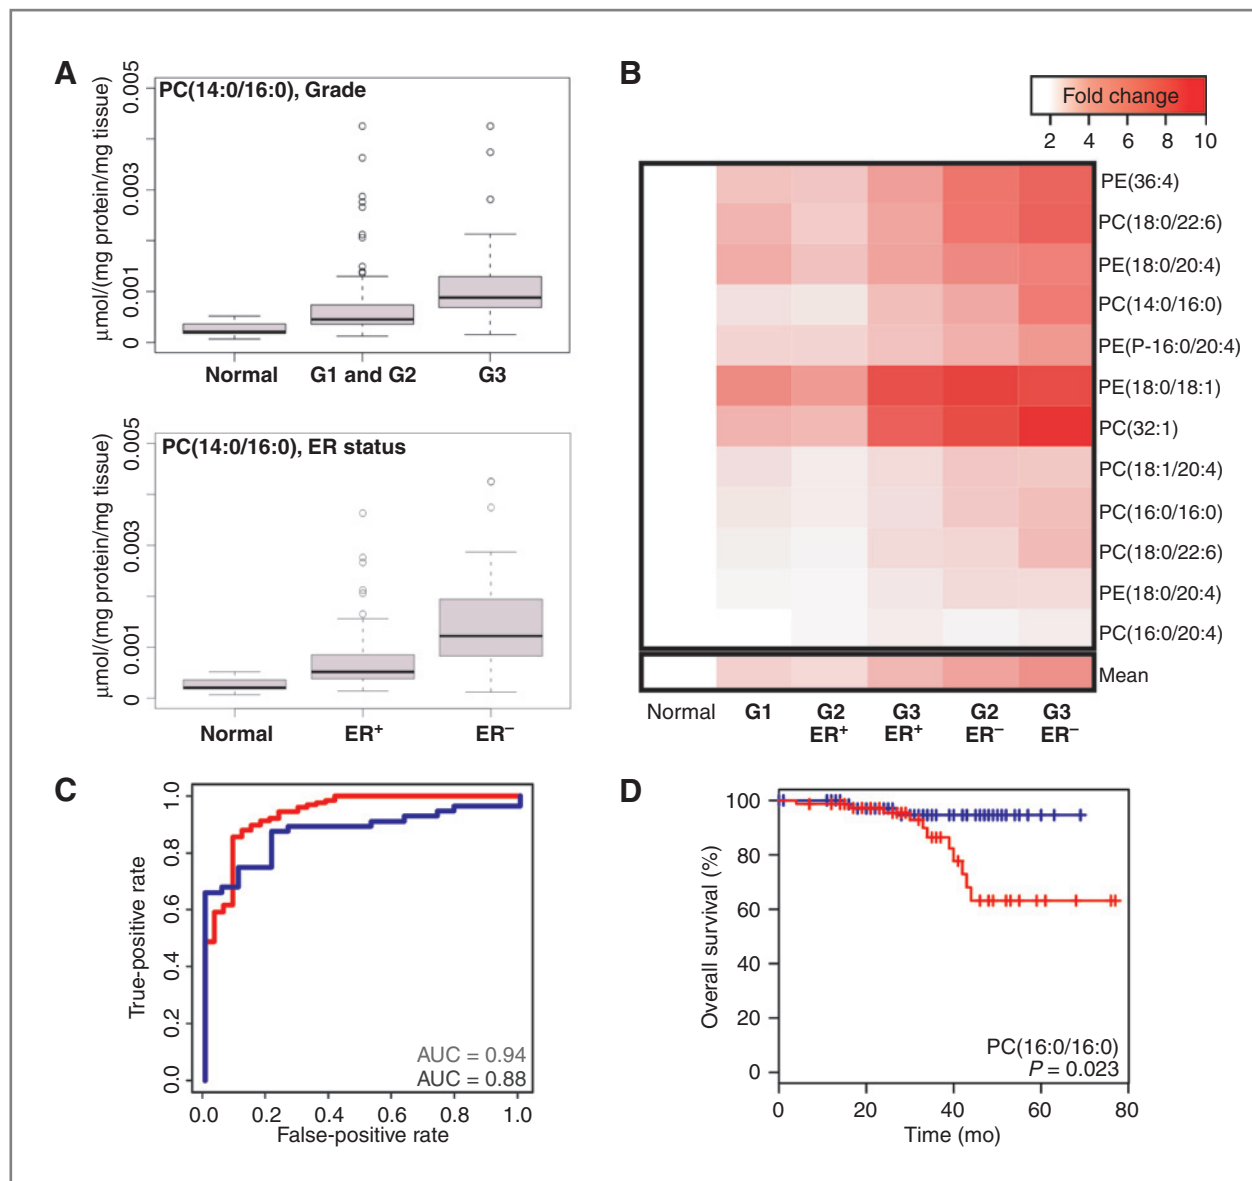 A
PC(14:0/16:0), Grade
µmol/(mg protein/mg tissue)
0.005
0.003
0.001
0
Normal
G1 and G2
G3
PC(14:0/16:0), ER status
µmol/(mg protein/mg tissue)
0.005
0.003
0.001
0
Normal
ER+
ER−
B
Fold change
2 4 6 8 10
PE(36:4)
PC(18:0/22:6)
PE(18:0/20:4)
PC(14:0/16:0)
PE(P-16:0/20:4)
PE(18:0/18:1)
PC(32:1)
PC(18:1/20:4)
PC(16:0/16:0)
PC(18:0/22:6)
PE(18:0/20:4)
PC(16:0/20:4)
Mean
Normal G1 G2 G3 G2 G3
ER+ ER+ ER− ER−
C
True-positive rate
1.0
0.8
0.6
0.4
0.2
0.0
AUC = 0.94
AUC = 0.88
0.0 0.2 0.4 0.6 0.8 1.0
False-positive rate
D
Overall survival (%)
100
80
60
40
20
0
PC(16:0/16:0)
P = 0.023
0 20 40 60 80
Time (mo)